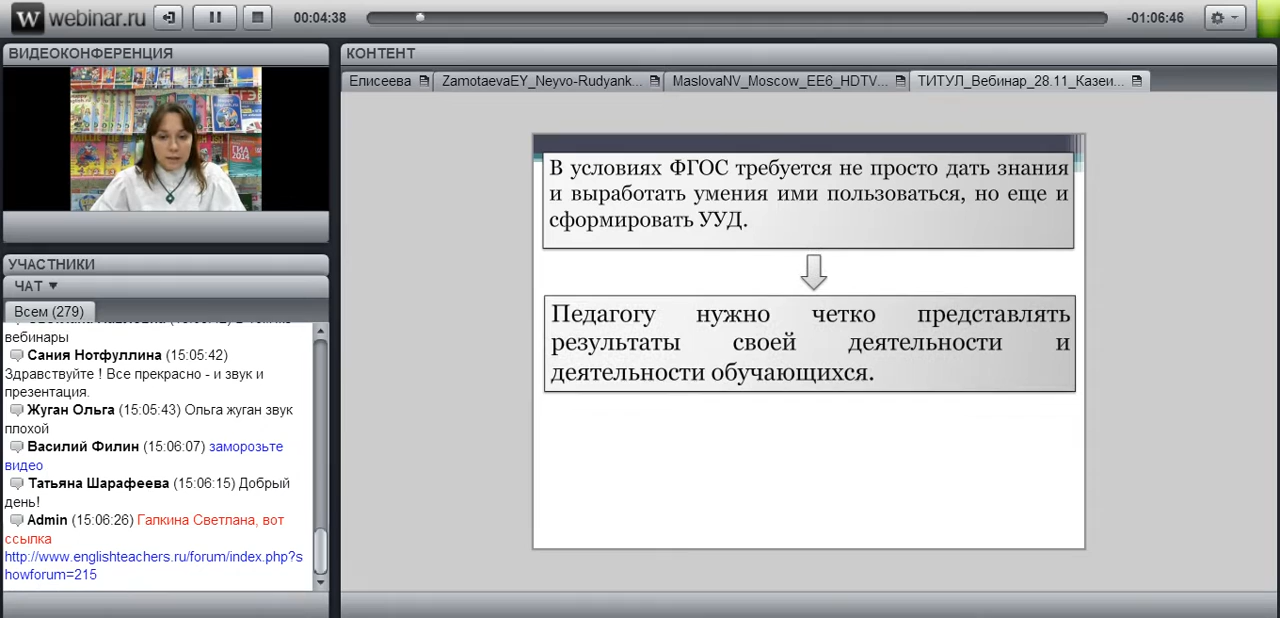 webinar.ru
00:04:38
-01:06:46
ВИДЕОКОНФЕРЕНЦИЯ
КОНТЕНТ
Елисеева
ZamotaevaEY_Neyvo-Rudyank...
MaslovaNV_Moscow_EE6_HDTV...
ТИТУЛ_Вебинар_28.11_Казеи...
ГИА
2014
УЧАСТНИКИ
ЧАТ
Всем (279)
вебинары
Сания Нотфуллина (15:05:42)
Здравствуйте ! Все прекрасно - и звук и
презентация.
Жуган Ольга (15:05:43) Ольга жуган звук
плохой
Василий Филин (15:06:07) заморозьте
видео
Татьяна Шарафеева (15:06:15) Добрый
день!
Admin (15:06:26) Галкина Светлана, вот
ссылка
http://www.englishteachers.ru/forum/index.php?s
howforum=215
В условиях ФГОС требуется не просто дать знания
и выработать умения ими пользоваться, но еще и
сформировать УУД.
Педагогу нужно четко представлять
результаты своей деятельности и
деятельности обучающихся.